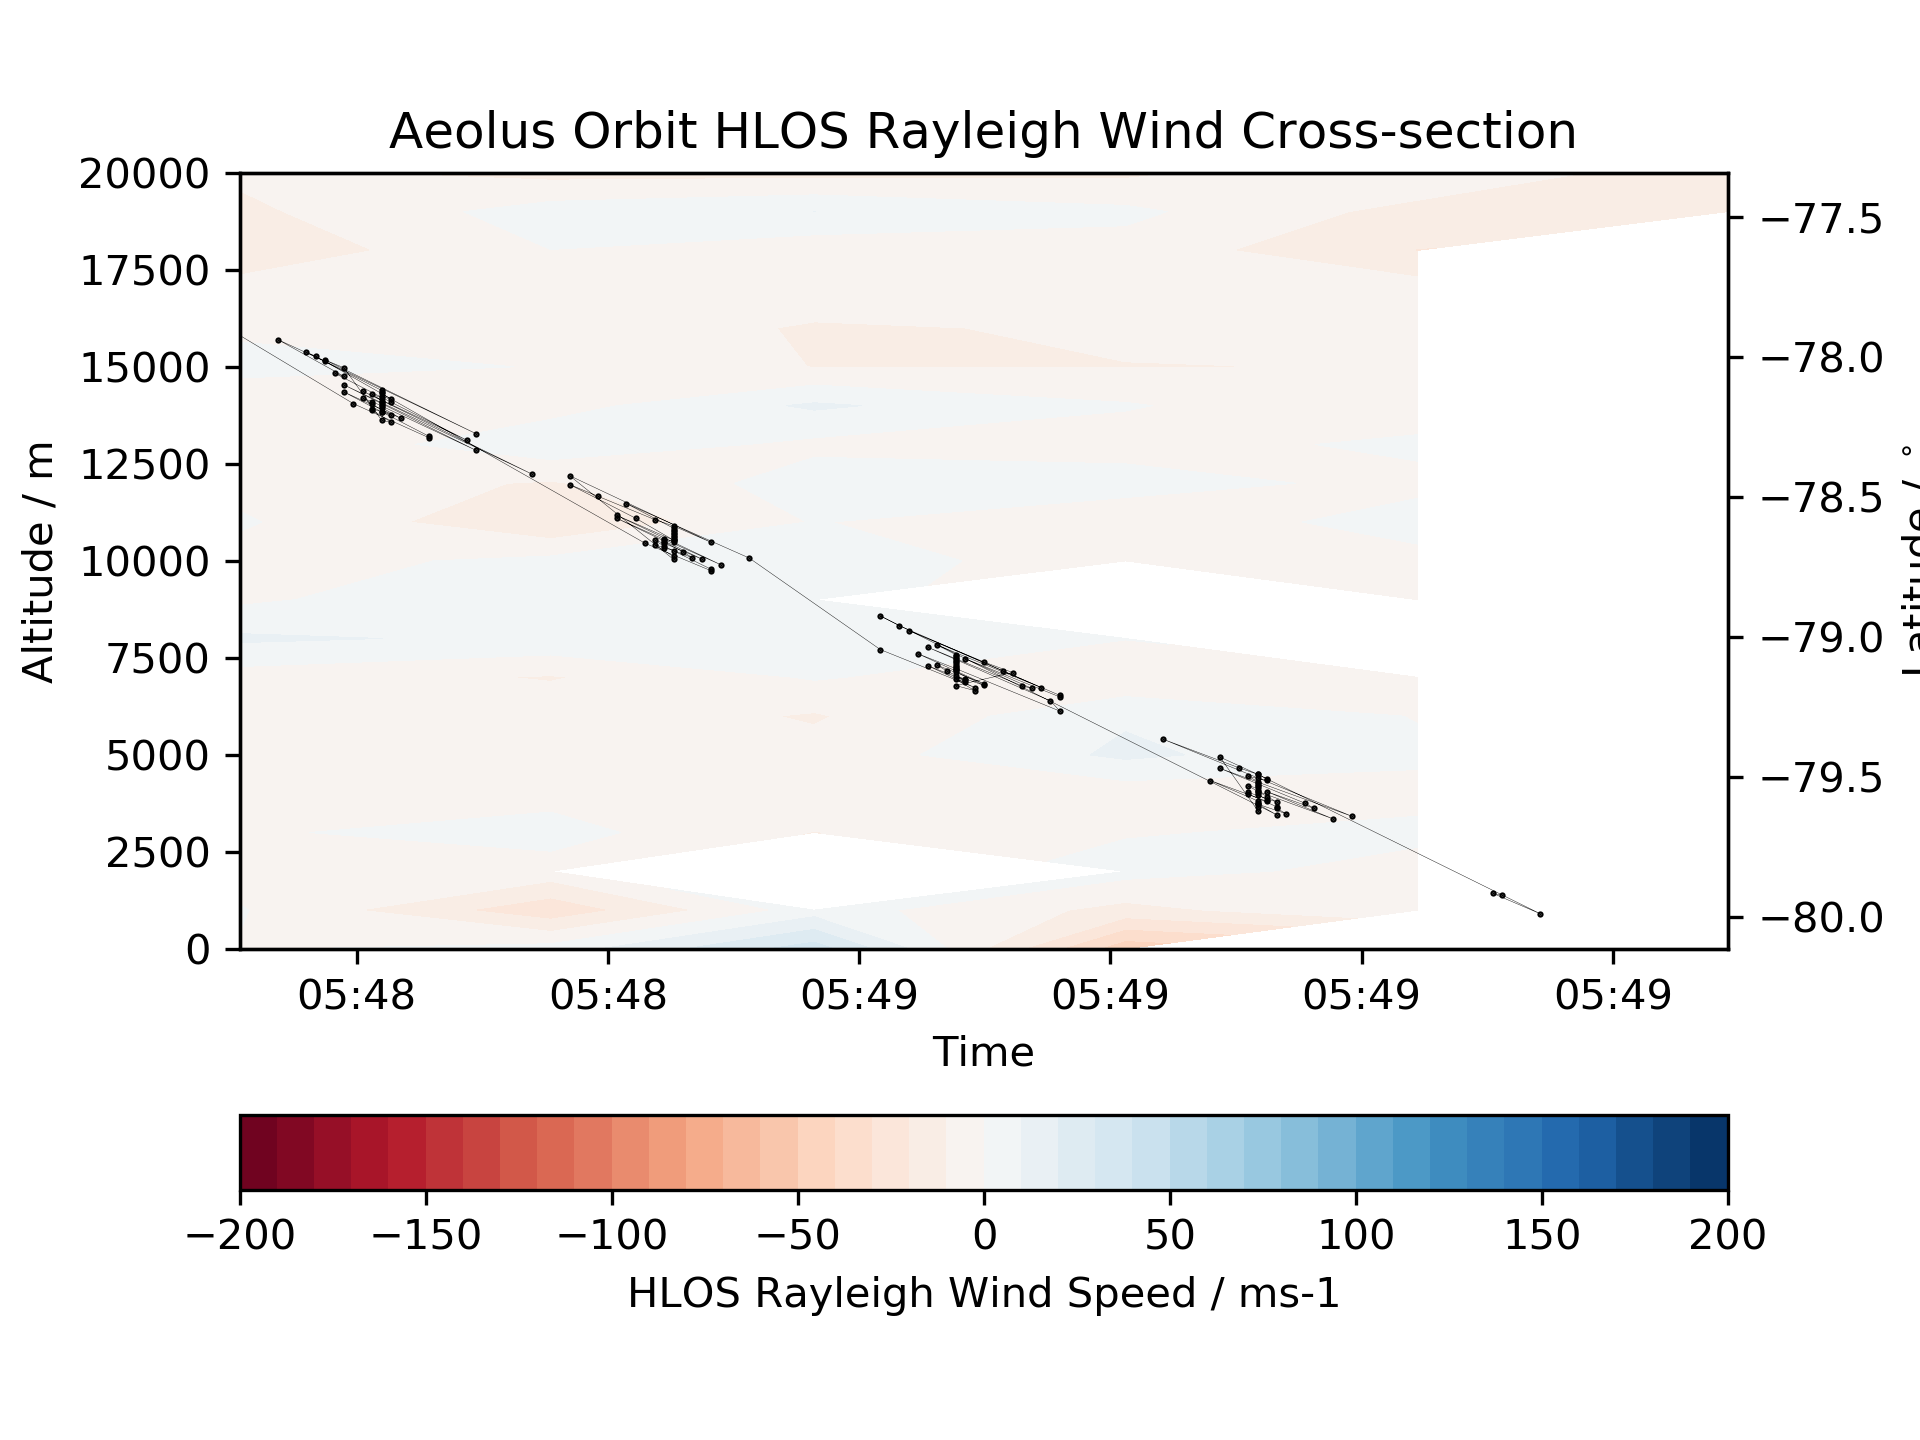 Aeolus Orbit HLOS Rayleigh Wind Cross-section
20000
17500
15000
12500
10000
7500
5000
2500
0
Altitude / m
−77.5
−78.0
−78.5
−79.0
−79.5
−80.0
Latitude / °
05:48 05:48 05:49 05:49 05:49 05:49
Time
−200 −150 −100 −50 0 50 100 150 200
HLOS Rayleigh Wind Speed / ms-1